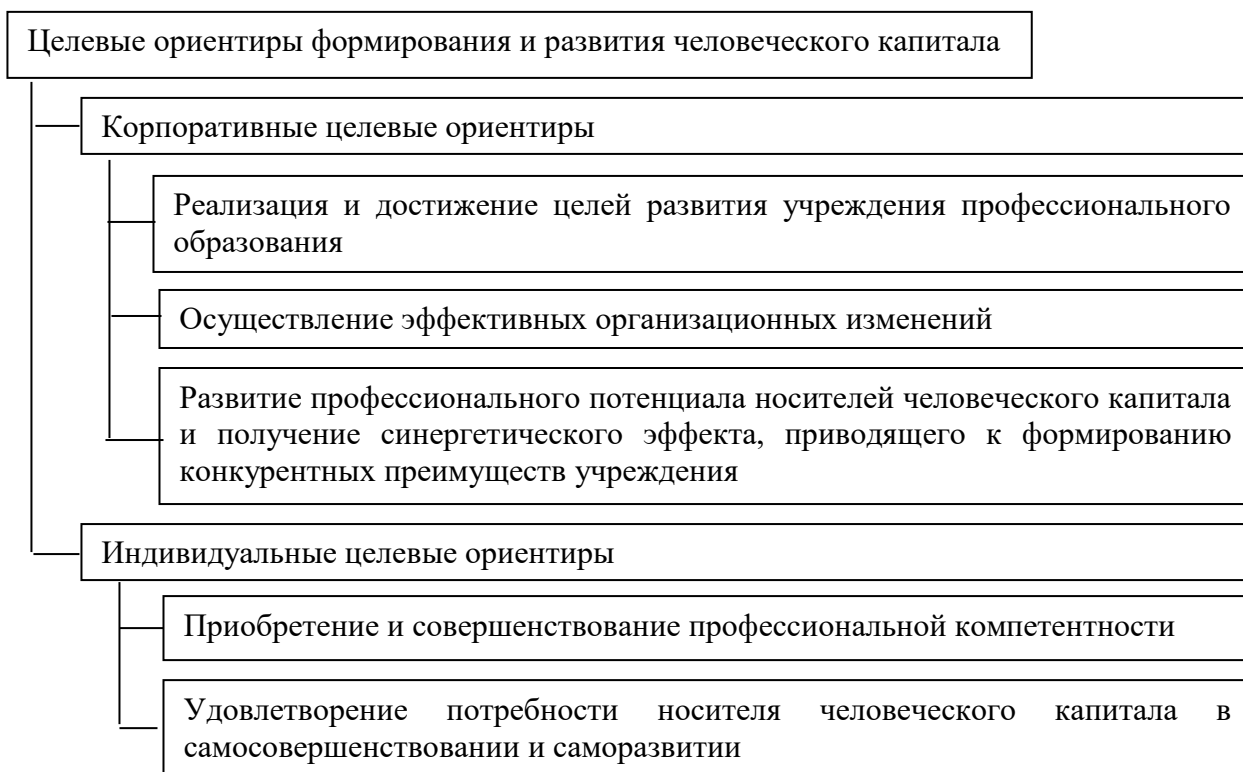 Целевые ориентиры формирования и развития человеческого капитала
Корпоративные целевые ориентиры
Реализация и достижение целей развития учреждения профессионального
образования
Осуществление эффективных организационных изменений
Развитие профессионального потенциала носителей человеческого капитала
и получение синергетического эффекта, приводящего к формированию
конкурентных преимуществ учреждения
Индивидуальные целевые ориентиры
Приобретение и совершенствование профессиональной компетентности
Удовлетворение потребности носителя человеческого капитала в
самосовершенствовании и саморазвитии